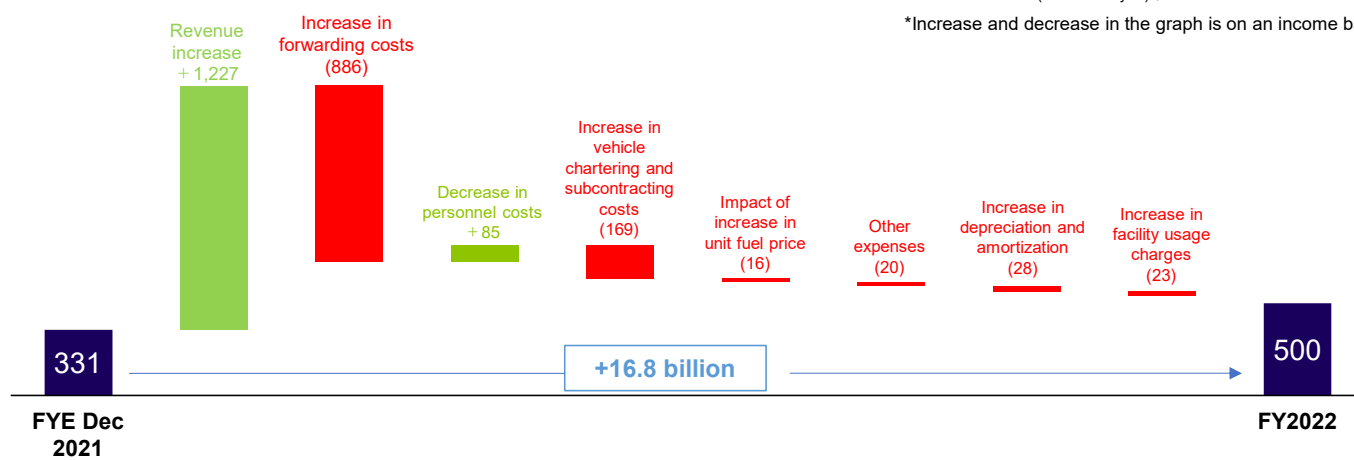 *Increase and decrease in the graph is on an income b
Revenue
increase
+1,227
Increase in
forwarding costs
(886)
Decrease in
personnel costs
+85
Increase in
vehicle
chartering and
subcontracting
costs
(169)
Impact of
increase in
unit fuel price
(16)
Other
expenses
(20)
Increase in
depreciation and
amortization
(28)
Increase in
facility usage
charges
(23)
331
+16.8 billion
500
FYE Dec
2021
FY2022